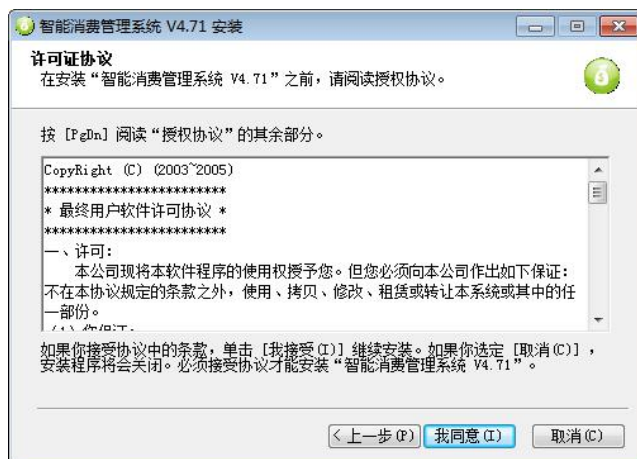 智能消费管理系统 V4.71 安装
许可证协议
在安装“智能消费管理系统 V4.71”之前，请阅读授权协议。
按 [PgDn] 阅读“授权协议”的其余部分。
CopyRight (C) (2003~2005)
*************************
* 最终用户软件许可协议 *
*************************
一、许可：
本公司现将本软件程序的使用权授予您。但您必须向本公司作出如下保证：
不在本协议规定的条款之外，使用、拷贝、修改、租赁或转让本系统或其中的任
一部份。
(1) 你保证：
如果你接受协议中的条款，单击 [我接受(I)] 继续安装。如果你选定 [取消(C)] ，
安装程序将会关闭。必须接受协议才能安装“智能消费管理系统 V4.71”。
< 上一步(P) 我同意(I) 取消(C)